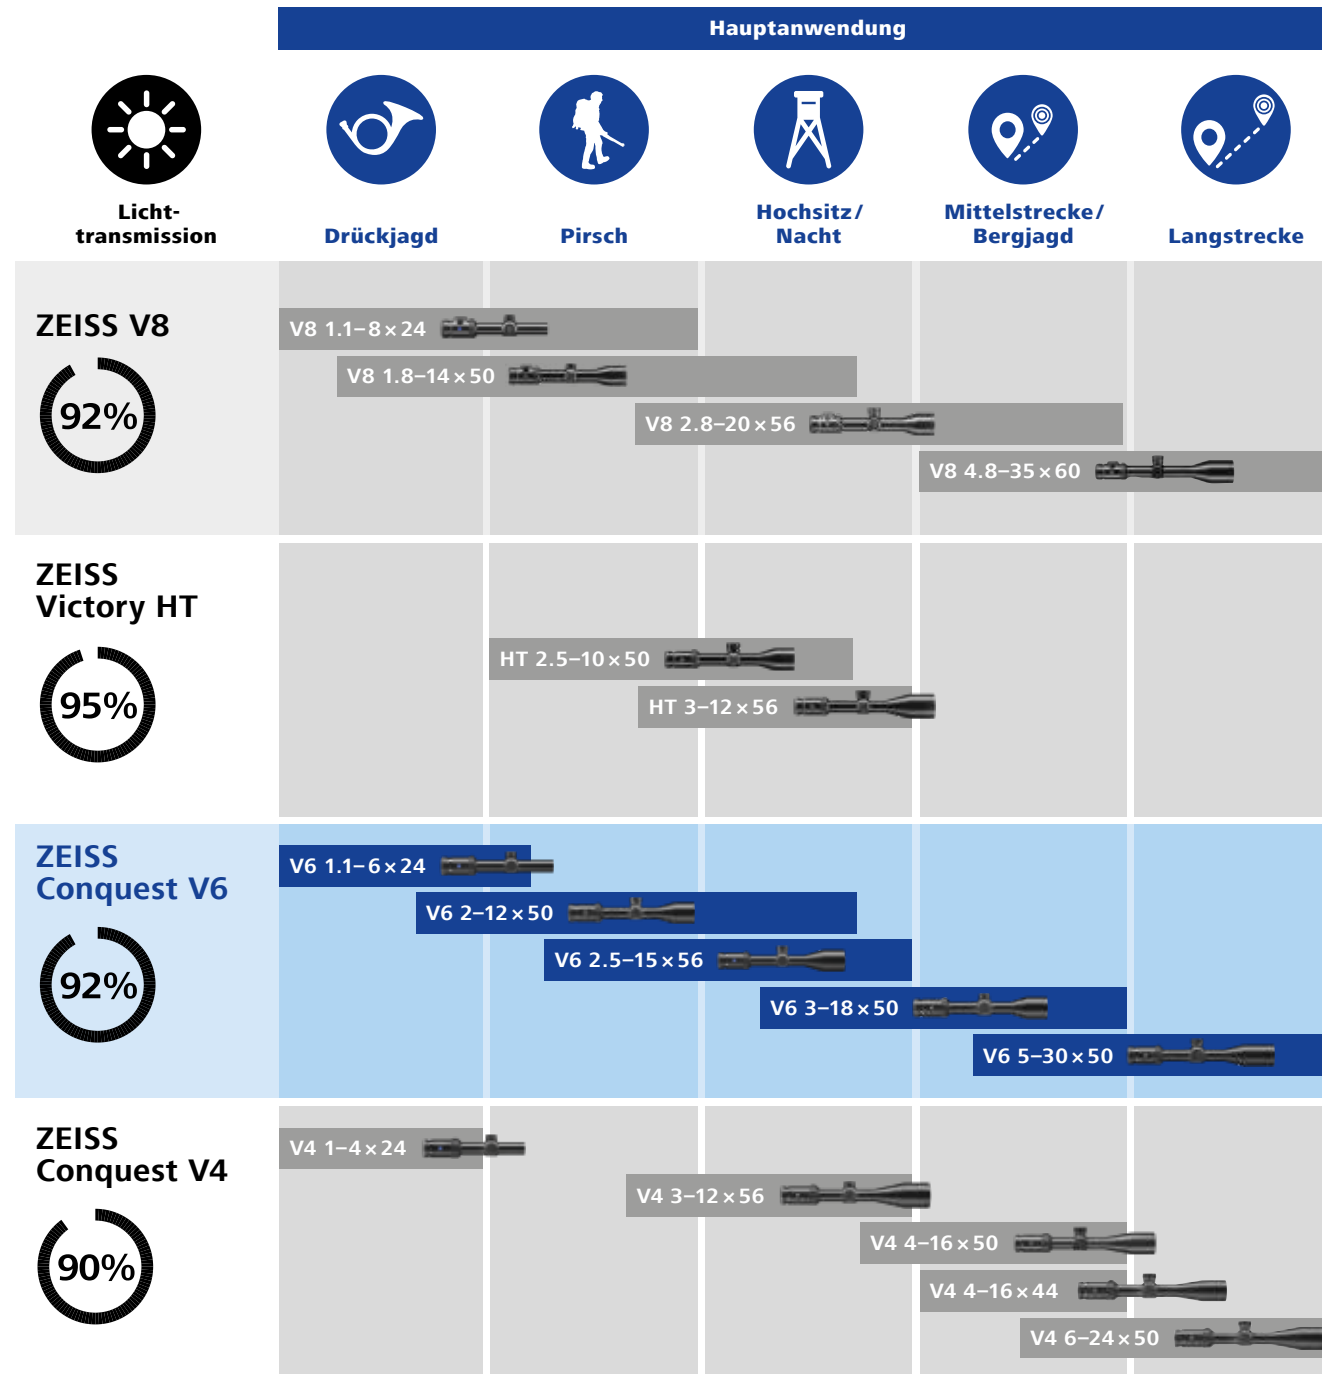 Hauptanwendung
Licht-
transmission
Drückjagd
Pirsch
Hochsitz/
Nacht
Mittelstrecke/
Bergjagd
Langstrecke
ZEISS V8
92%
V8 1.1–8×24
V8 1.8–14×50
V8 2.8–20×56
V8 4.8–35×60
ZEISS
Victory HT
95%
HT 2.5–10×50
HT 3–12×56
ZEISS
Conquest V6
92%
V6 1.1–6×24
V6 2–12×50
V6 2.5–15×56
V6 3–18×50
V6 5–30×50
ZEISS
Conquest V4
90%
V4 1–4×24
V4 3–12×56
V4 4–16×50
V4 4–16×44
V4 6–24×50